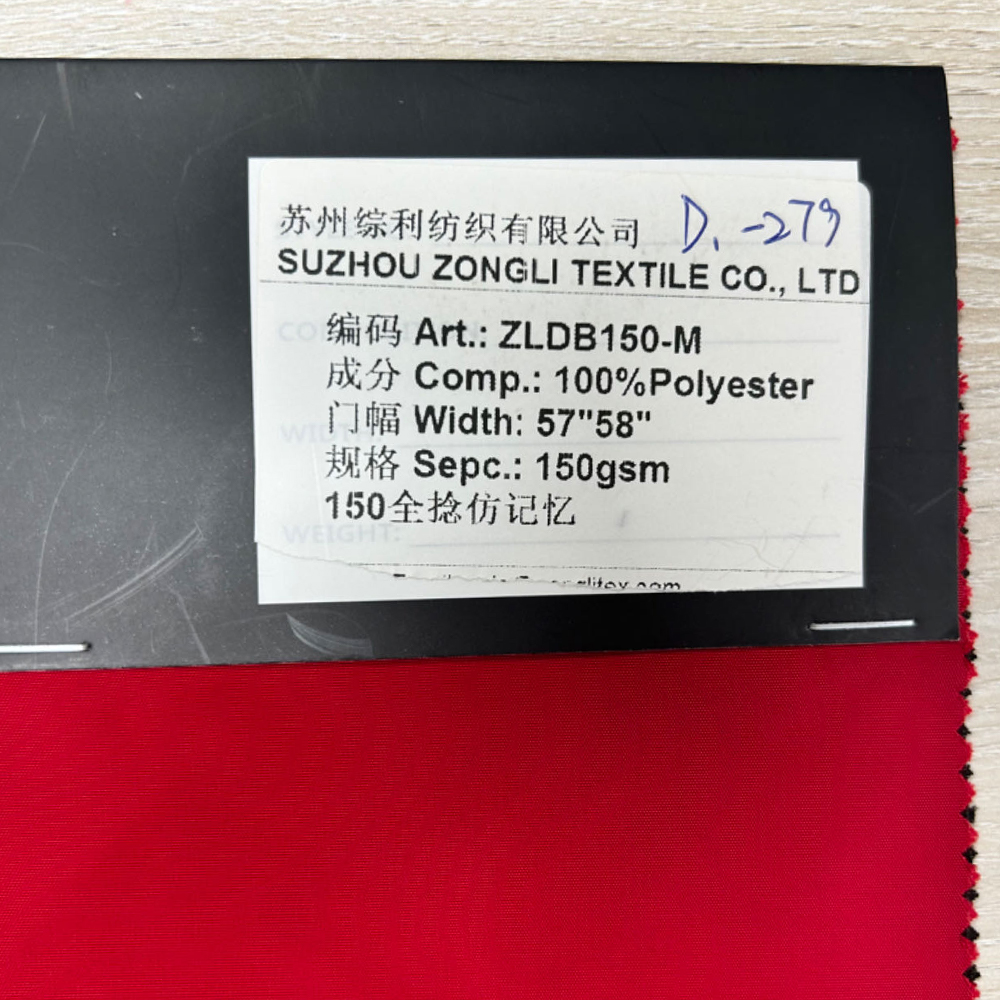 苏州综利纺织有限公司 D.-279
SUZHOU ZONGLI TEXTILE CO., LTD
编码 Art.: ZLDB150-M
成分 Comp.: 100%Polyester
门幅 Width: 57"58"
规格 Sepc.: 150gsm
150全捻仿记忆
WIDTH:
WEIGHT: